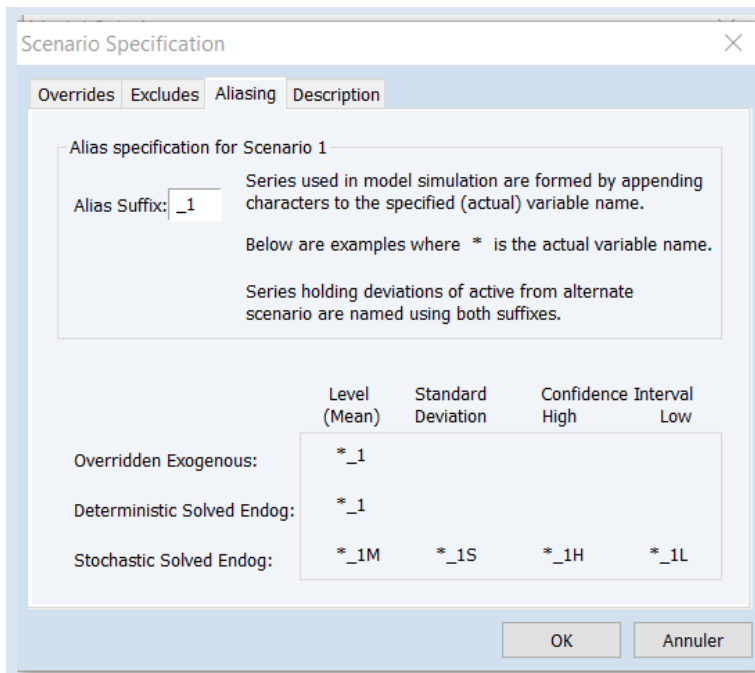 Scenario Specification
Overrides Excludes Aliasing Description
Alias specification for Scenario 1
Alias Suffix: _1
Series used in model simulation are formed by appending
characters to the specified (actual) variable name.
Below are examples where * is the actual variable name.
Series holding deviations of active from alternate
scenario are named using both suffixes.
Level Standard Confidence Interval
(Mean) Deviation High Low
Overridden Exogenous: *_1
Deterministic Solved Endog: *_1
Stochastic Solved Endog: *_1M *_1S *_1H *_1L
OK Annuler